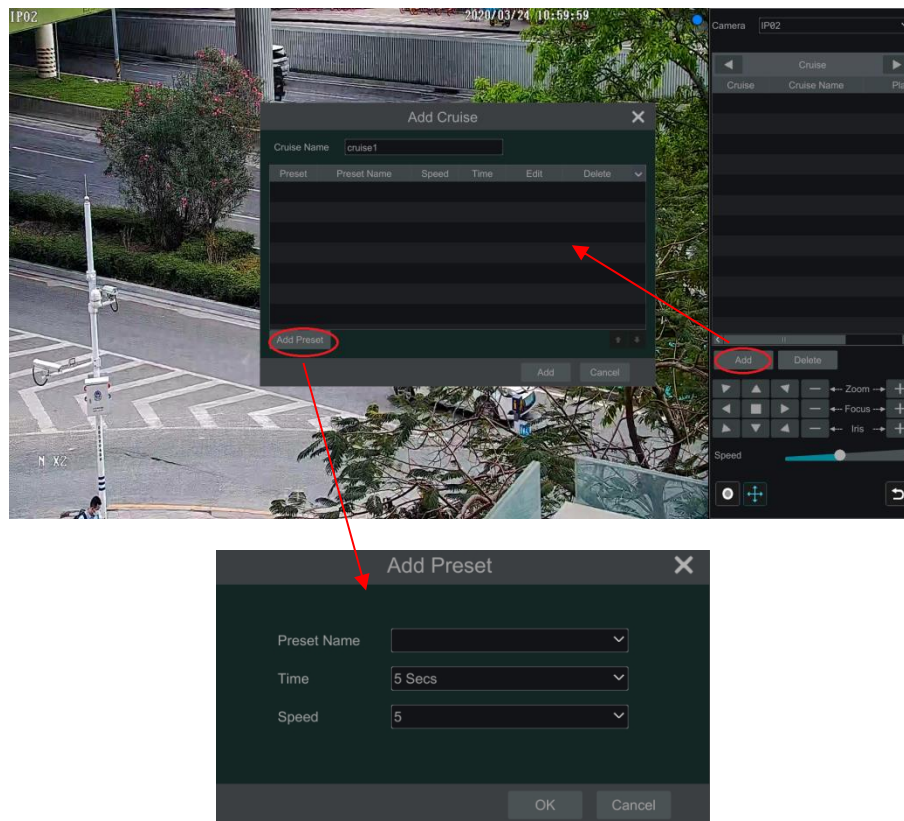 IP02
2020/03/24 10:59:59
N X2
Camera IP02
Cruise
Cruise Cruise Name Pla
Add Delete
Zoom
Focus
Iris
Speed
Add Cruise
Cruise Name cruise1
Preset Preset Name Speed Time Edit Delete
Add Preset
Add Cancel
Add Preset
Preset Name
Time 5 Secs
Speed 5
OK Cancel